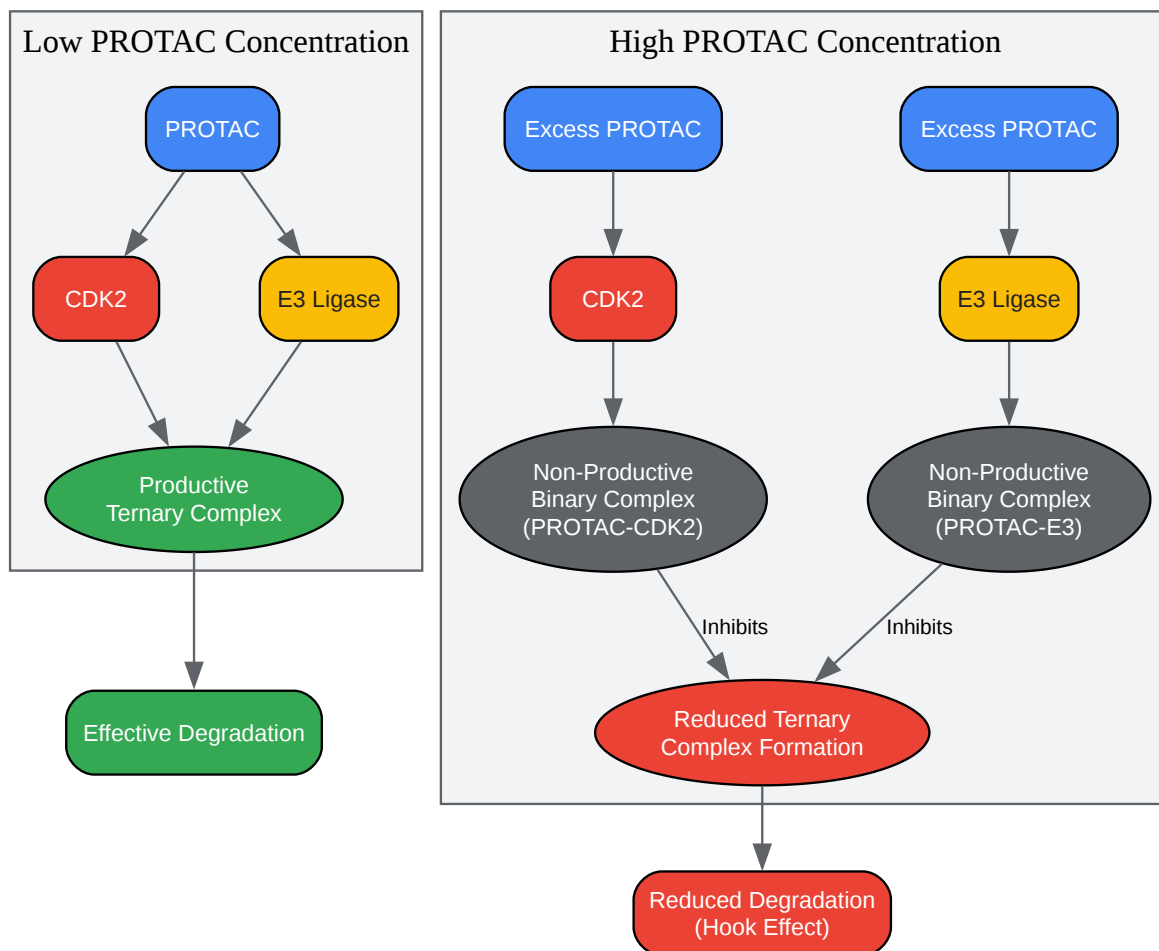 Low PROTAC Concentration
PROTAC
CDK2
E3 Ligase
Productive
Ternary Complex
Effective Degradation
High PROTAC Concentration
Excess PROTAC
Excess PROTAC
CDK2
E3 Ligase
Non-Productive
Binary Complex
(PROTAC-CDK2)
Non-Productive
Binary Complex
(PROTAC-E3)
Inhibits
Inhibits
Reduced Ternary
Complex Formation
Reduced Degradation
(Hook Effect)